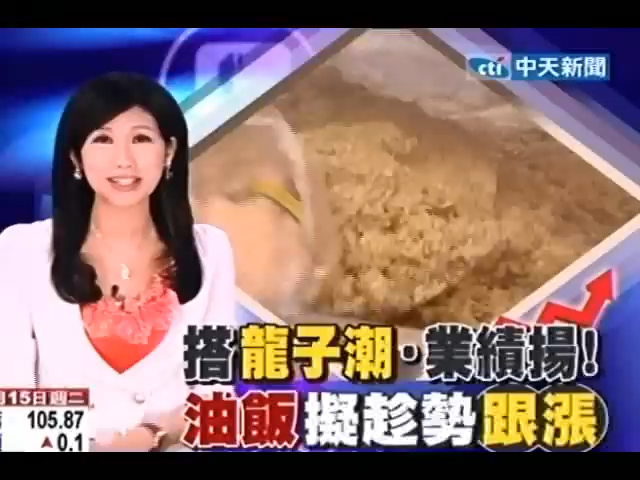 cti 中天新聞
搭龍子潮·業績揚!
油飯擬趁勢跟漲
月15日週二
105.87
▲0.1